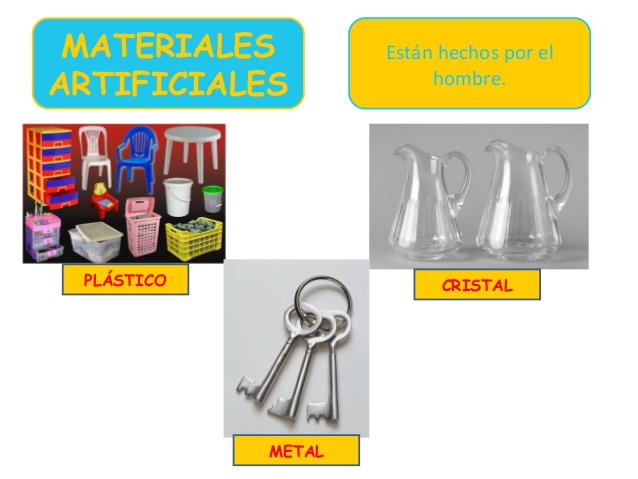 MATERIALES
ARTIFICIALES
Están hechos por el
hombre.
PLÁSTICO
CRISTAL
METAL